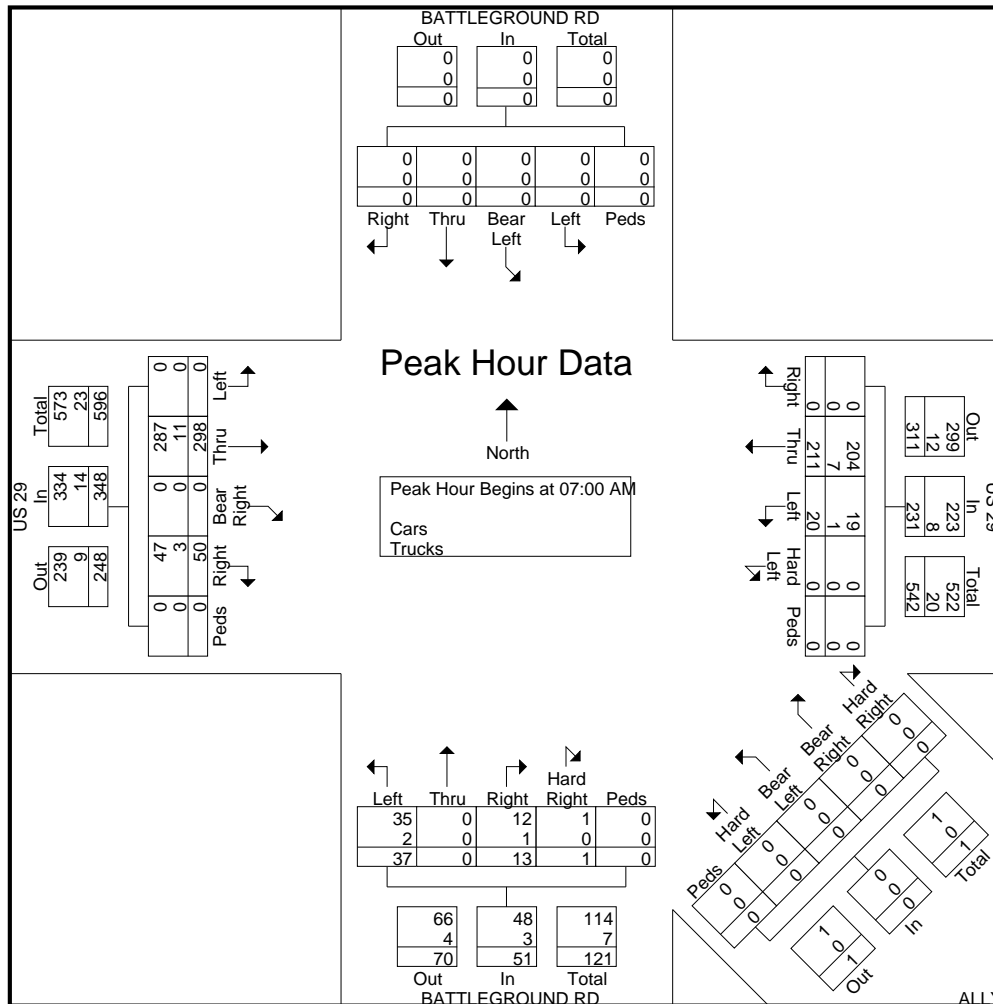 BATTLEGROUND RD
Out In Total
0 0 0
0 0 0
0 0 0
0 0 0 0 0
0 0 0 0 0
0 0 0 0 0
Right Thru Bear Left Left Peds
Peak Hour Data
North
Peak Hour Begins at 07:00 AM
Cars
Trucks
US 29
Total In Out
573 334 239
23 14 9
596 348 248
Left Thru Bear Right Right Peds
0 287 0 47 0
0 11 0 3 0
0 298 0 50 0
US 29
Out In Total
299 223 522
12 8 20
311 231 542
Right Thru Left Hard Left Peds
0 204 19 0 0
0 7 1 0 0
0 211 20 0 0
Left Thru Right Hard Right Peds
35 0 12 1 0
2 0 1 0 0
37 0 13 1 0
66 48 114
4 3 7
70 51 121
Out In Total
BATTLEGROUND RD
Peds Hard Left Bear Left Bear Right Hard Right
0 0 0 0 0
0 0 0 0 0
0 0 0 0 0
1 0 1
0 0 0
1 0 1
Out In Total